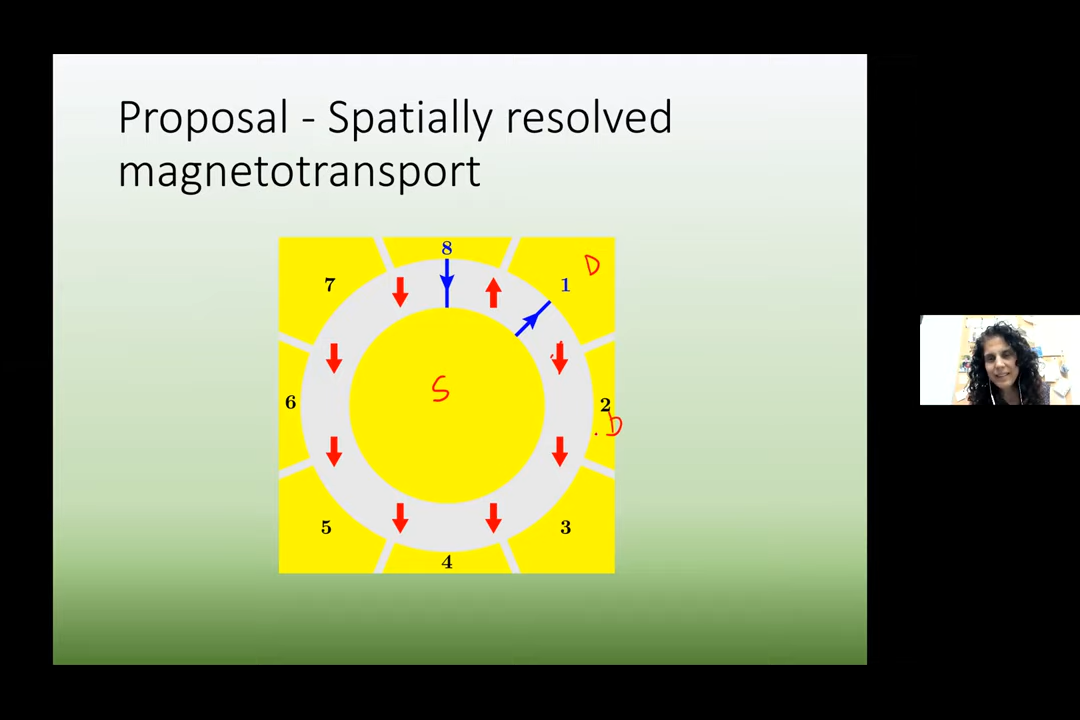 Proposal - Spatially resolved
magnetotransport
8
D
7
1
S
6
2
D
5
3
4